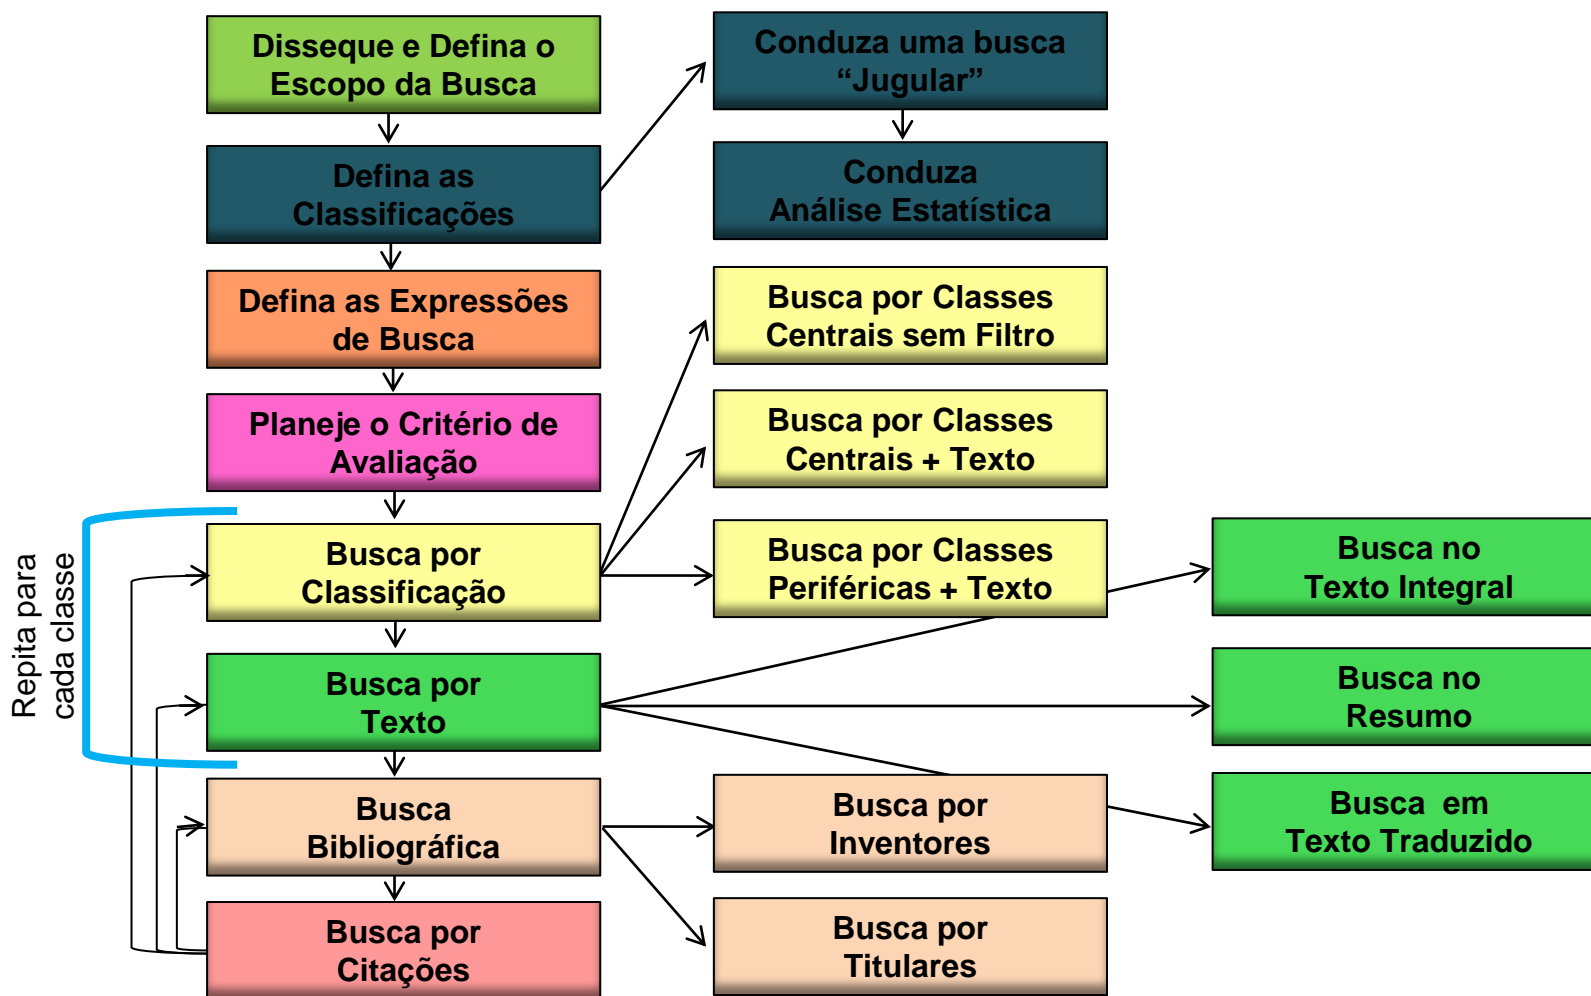 Disseque e Defina o
Escopo da Busca
Conduza uma busca
“Jugular”
Defina as
Classificações
Conduza
Análise Estatística
Defina as Expressões
de Busca
Busca por Classes
Centrais sem Filtro
Planeje o Critério de
Avaliação
Busca por Classes
Centrais + Texto
Repita para
cada classe
Busca por
Classificação
Busca por Classes
Periféricas + Texto
Busca no
Texto Integral
Busca por
Texto
Busca no
Resumo
Busca
Bibliográfica
Busca por
Inventores
Busca  em
Texto Traduzido
Busca por
Citações
Busca por
Titulares